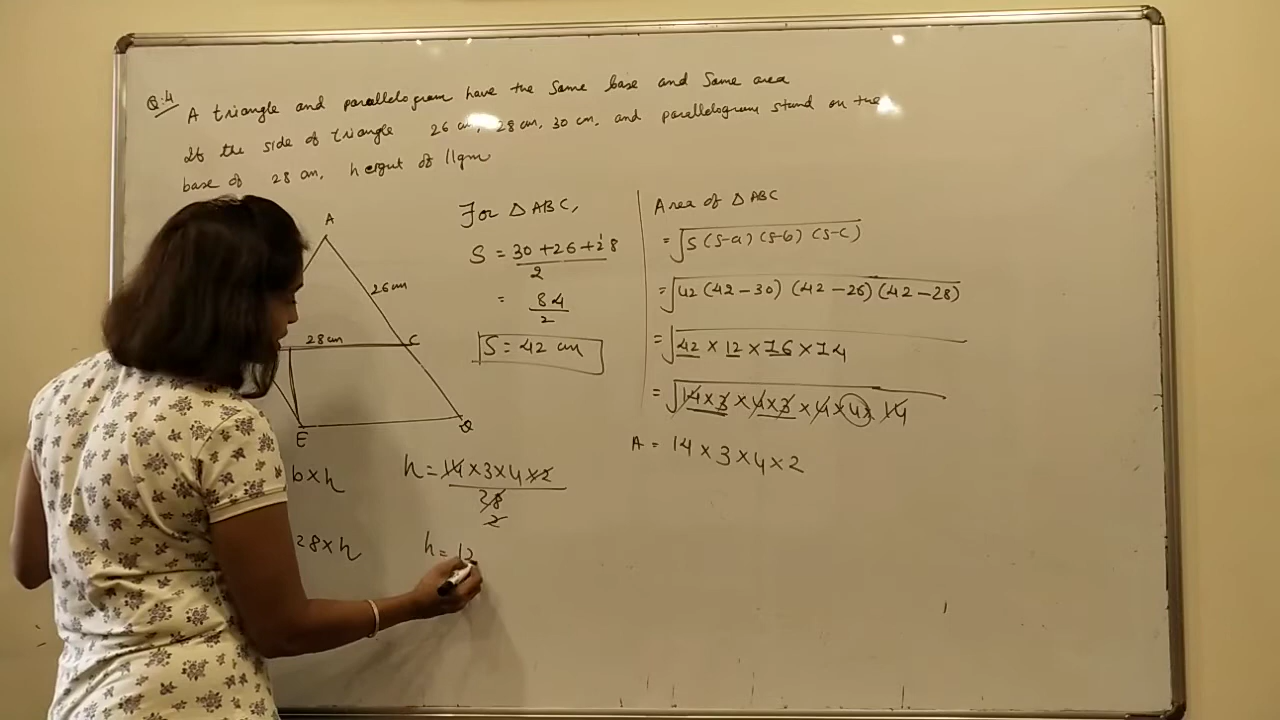 Q:4 A triangle and parallelogram have the same base and same area
If the side of triangle 26 cm, 28 cm, 30 cm, and parallelogram stand on the
base of 28 cm, height of llgm
A
26cm
28 cm
C
E
For △ ABC,
S = 30 +26 +28
2
= 84
2
S = 42 cm
b×h
28×h
h = 14 ×3×4 ×2
28
2
h = 12
Area of △ ABC
= √S (S-a) (S-b) (S-C)
= √42 (42 – 30) (42 – 26) (42 – 28)
= √42 × 12 × 16 × 14
= √14×3×4×3×4×4×14
A = 14 ×3×4×2